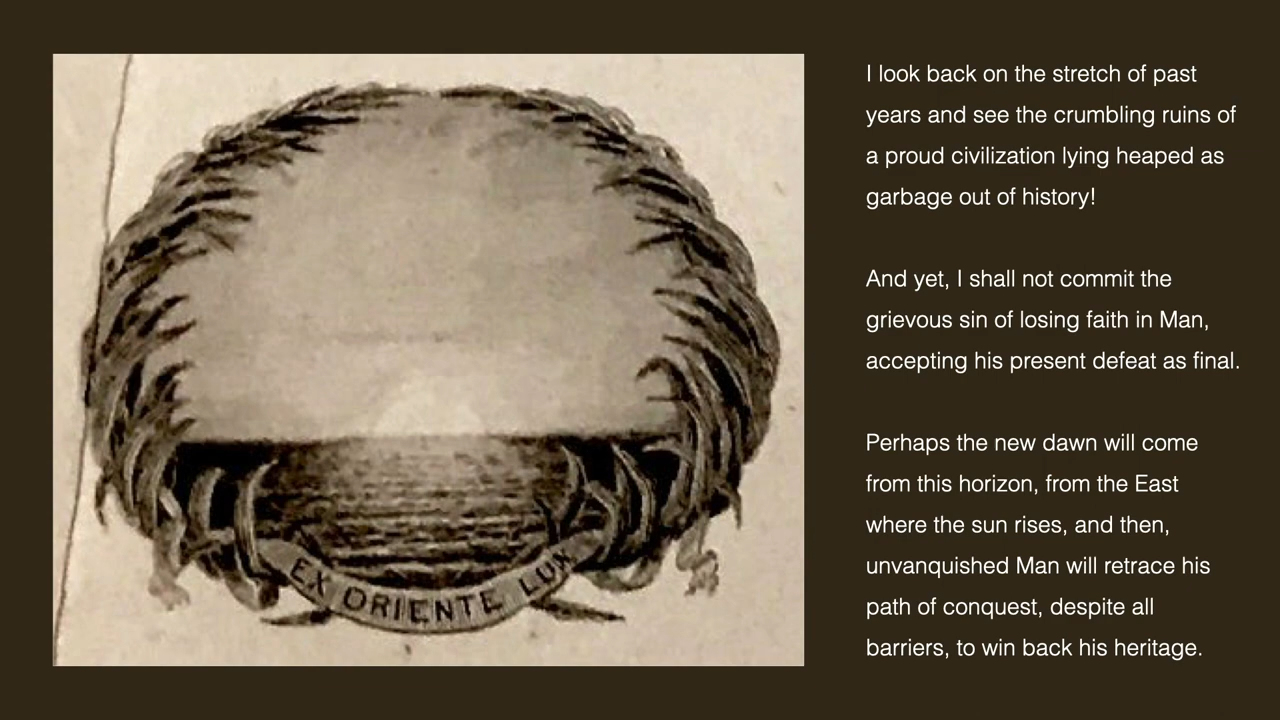 EX ORIENTE LUX
I look back on the stretch of past
years and see the crumbling ruins of
a proud civilization lying heaped as
garbage out of history!
And yet, I shall not commit the
grievous sin of losing faith in Man,
accepting his present defeat as final.
Perhaps the new dawn will come
from this horizon, from the East
where the sun rises, and then,
unvanquished Man will retrace his
path of conquest, despite all
barriers, to win back his heritage.